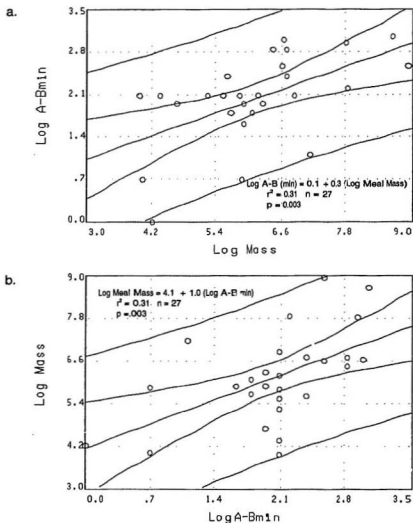 a.
3.5
2.8
2.1
1.4
.7
0.0
Log A-Bmin
Log A-B (min) = 0.1 + 0.3 (Log Meal Mass)
r² = 0.31 n = 27
p = 0.003
3.0 4.2 5.4 6.6 7.8 9.0
Log Mass
b.
9.0
7.8
6.6
5.4
4.2
3.0
Log Mass
Log Meal Mass = 4.1 + 1.0 (Log A-B min)
r² = 0.31 n = 27
p = .003
0.0 .7 1.4 2.1 2.8 3.5
Log A-Bmin